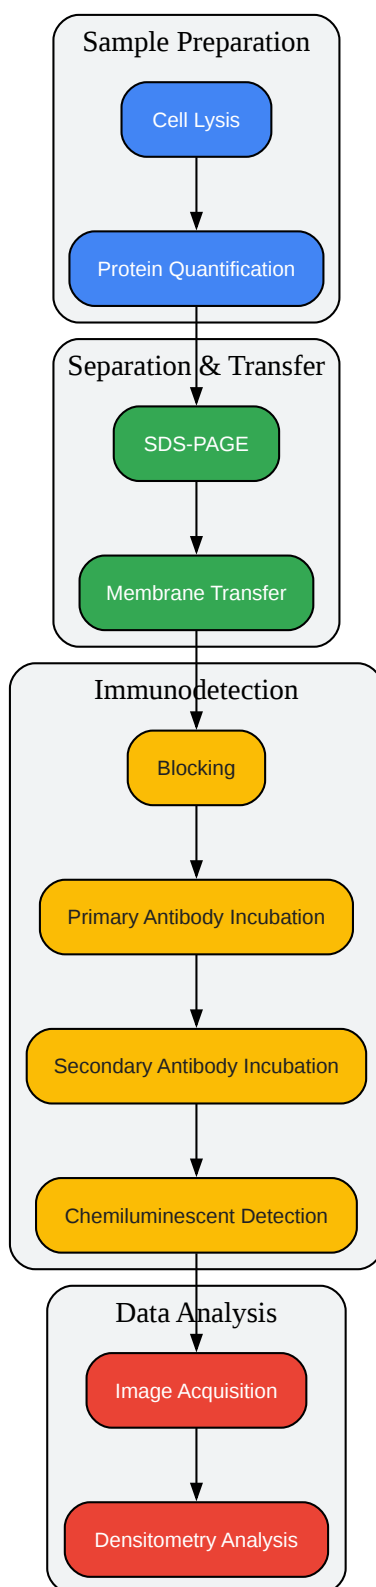 Sample Preparation
Cell Lysis
Protein Quantification
Separation & Transfer
SDS-PAGE
Membrane Transfer
Immunodetection
Blocking
Primary Antibody Incubation
Secondary Antibody Incubation
Chemiluminescent Detection
Data Analysis
Image Acquisition
Densitometry Analysis